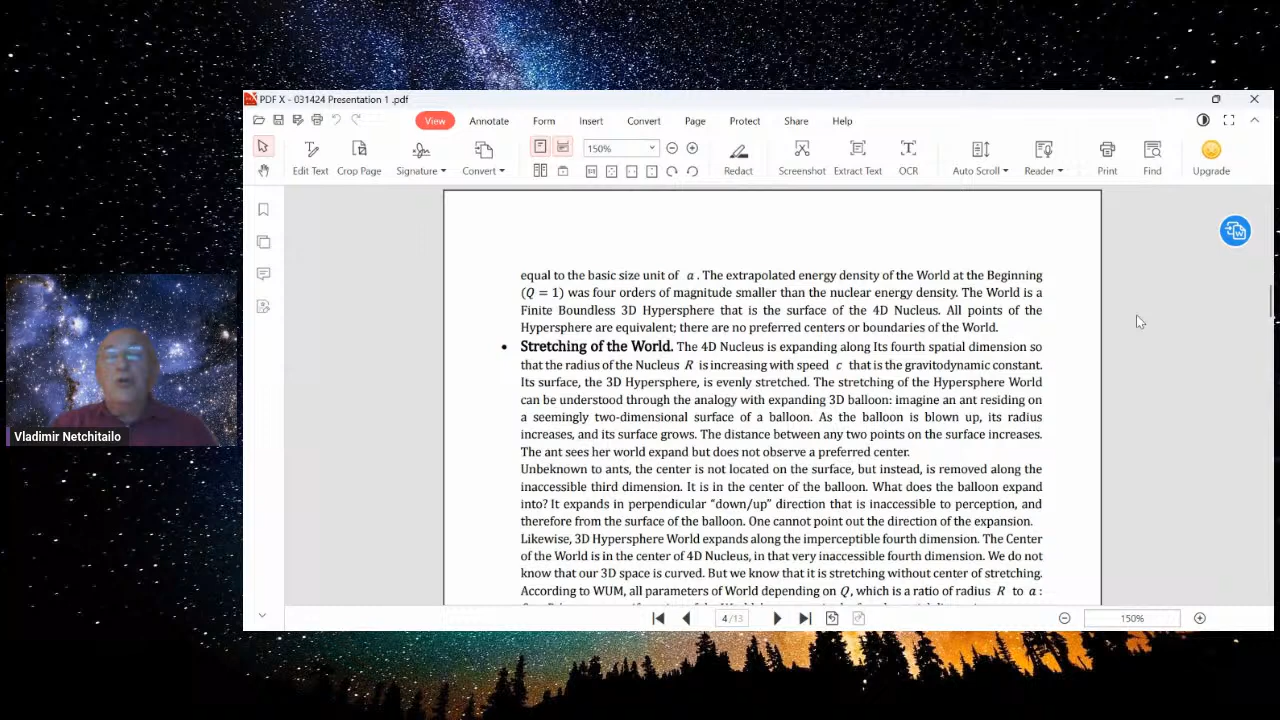 PDF X - 031424 Presentation 1 .pdf
View Annotate Form Insert Convert Page Protect Share Help
150%
Edit Text Crop Page Signature Convert Redact Screenshot Extract Text OCR Auto Scroll Reader Print Find Upgrade
equal to the basic size unit of a . The extrapolated energy density of the World at the Beginning
(Q = 1) was four orders of magnitude smaller than the nuclear energy density. The World is a
Finite Boundless 3D Hypersphere that is the surface of the 4D Nucleus. All points of the
Hypersphere are equivalent; there are no preferred centers or boundaries of the World.
• Stretching of the World. The 4D Nucleus is expanding along Its fourth spatial dimension so
that the radius of the Nucleus R is increasing with speed c that is the gravitodynamic constant.
Its surface, the 3D Hypersphere, is evenly stretched. The stretching of the Hypersphere World
can be understood through the analogy with expanding 3D balloon: imagine an ant residing on
a seemingly two-dimensional surface of a balloon. As the balloon is blown up, its radius
increases, and its surface grows. The distance between any two points on the surface increases.
The ant sees her world expand but does not observe a preferred center.
Unbeknown to ants, the center is not located on the surface, but instead, is removed along the
inaccessible third dimension. It is in the center of the balloon. What does the balloon expand
into? It expands in perpendicular “down/up” direction that is inaccessible to perception, and
therefore from the surface of the balloon. One cannot point out the direction of the expansion.
Likewise, 3D Hypersphere World expands along the imperceptible fourth dimension. The Center
of the World is in the center of 4D Nucleus, in that very inaccessible fourth dimension. We do not
know that our 3D space is curved. But we know that it is stretching without center of stretching.
According to WUM, all parameters of World depending on Q, which is a ratio of radius R to a :
4/13
150%
Vladimir Netchitailo